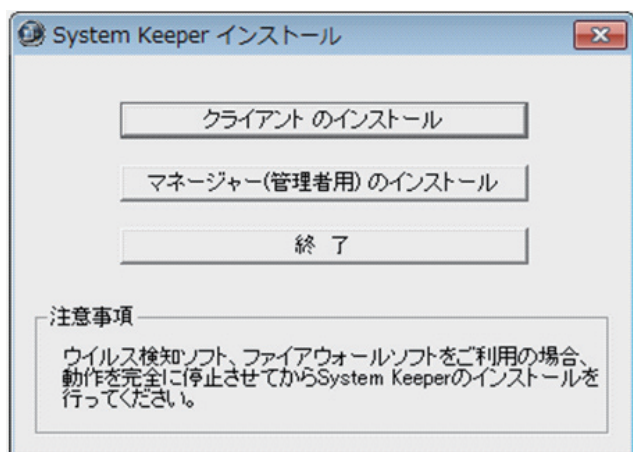 System Keeper インストール
クライアント のインストール
マネージャー(管理者用) のインストール
終 了
注意事項
ウイルス検知ソフト、ファイアウォールソフトをご利用の場合、
動作を完全に停止させてからSystem Keeperのインストールを
行ってください。